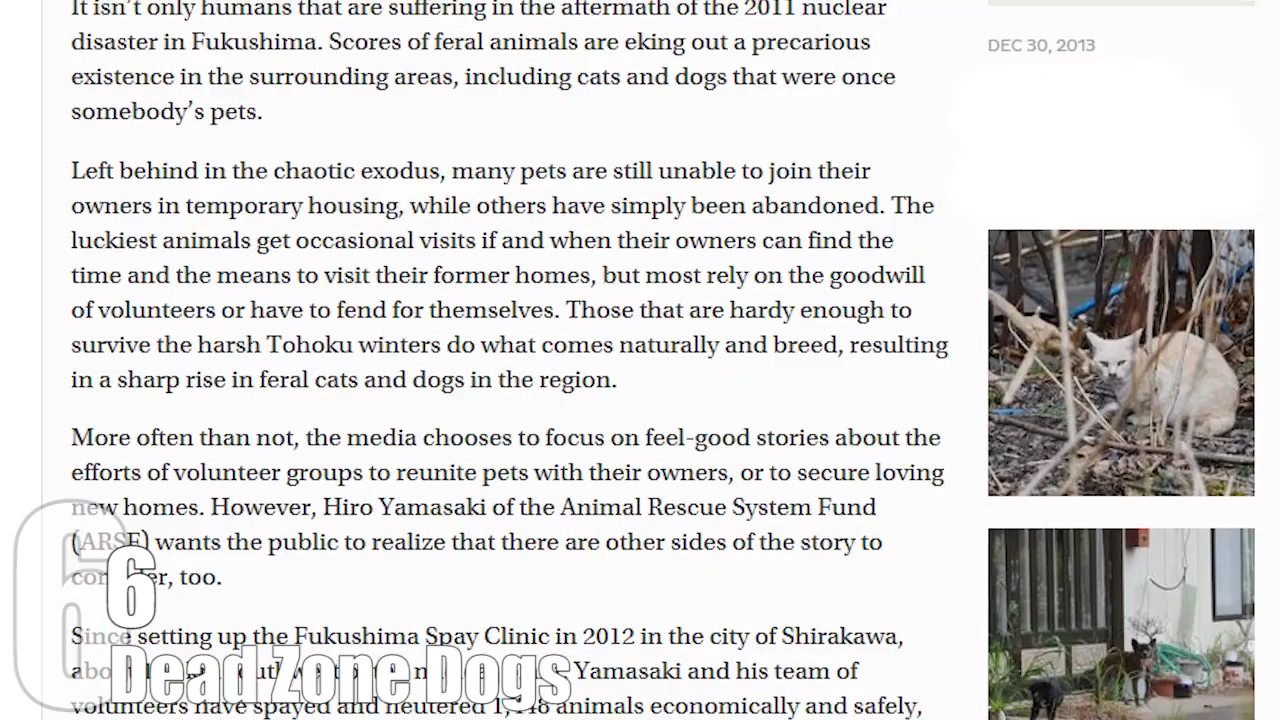 It isn't only humans that are suffering in the aftermath of the 2011 nuclear
disaster in Fukushima. Scores of feral animals are eking out a precarious
existence in the surrounding areas, including cats and dogs that were once
somebody's pets.
Left behind in the chaotic exodus, many pets are still unable to join their
owners in temporary housing, while others have simply been abandoned. The
luckiest animals get occasional visits if and when their owners can find the
time and the means to visit their former homes, but most rely on the goodwill
of volunteers or have to fend for themselves. Those that are hardy enough to
survive the harsh Tohoku winters do what comes naturally and breed, resulting
in a sharp rise in feral cats and dogs in the region.
More often than not, the media chooses to focus on feel-good stories about the
efforts of volunteer groups to reunite pets with their owners, or to secure loving
new homes. However, Hiro Yamasaki of the Animal Rescue System Fund
(ARSF) wants the public to realize that there are other sides of the story to
too.
Since setting up the Fukushima Spay Clinic in 2012 in the city of Shirakawa,
Yamasaki and his team of
volunteers have spayed and neutered animals economically and safely,
DEC 30, 2013
6
6
Dead Zone Dogs